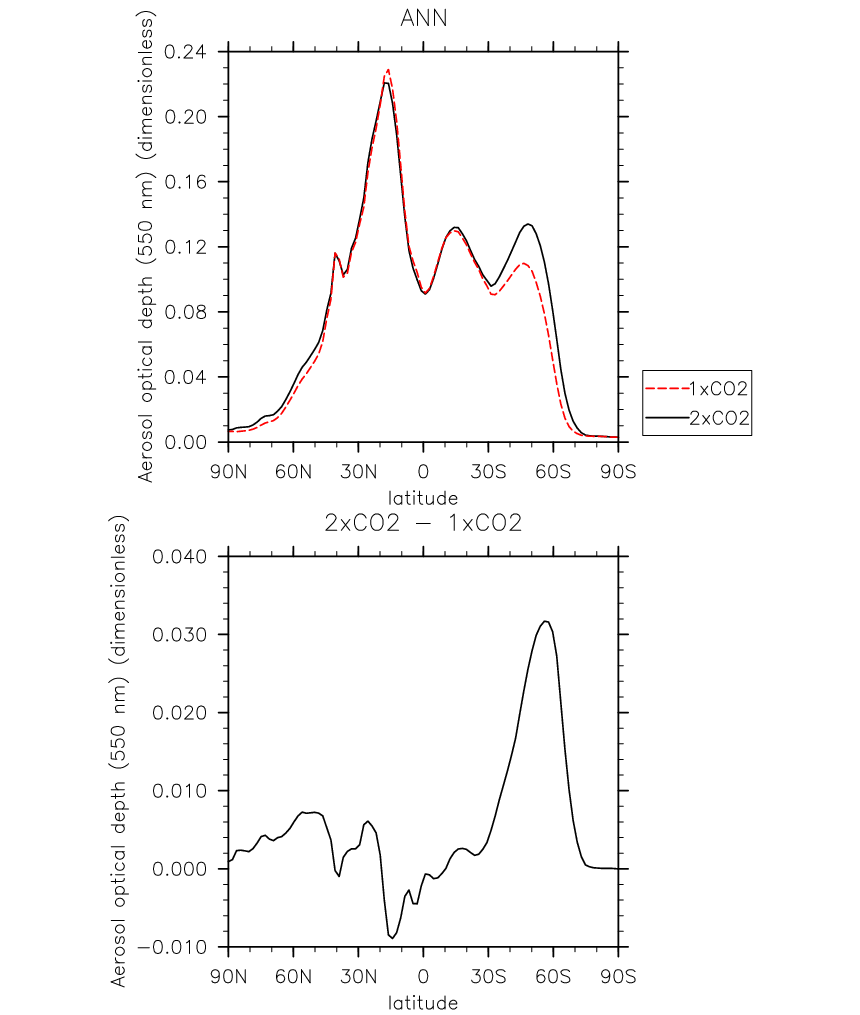 ANN
Aerosol optical depth (550 nm) (dimensionless)
0.24
0.20
0.16
0.12
0.08
0.04
0.00
90N 60N 30N 0 30S 60S 90S
latitude
1xCO2
2xCO2
2xCO2 − 1xCO2
Aerosol optical depth (550 nm) (dimensionless)
0.040
0.030
0.020
0.010
0.000
−0.010
90N 60N 30N 0 30S 60S 90S
latitude